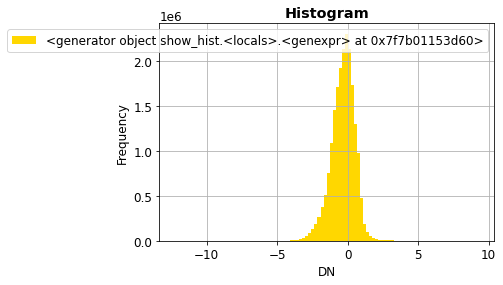 Histogram
1e6
<generator object show_hist.<locals>.<genexpr> at 0x7f7b01153d60>
2.0
1.5
1.0
0.5
0.0
Frequency
−10
−5
0
5
10
DN